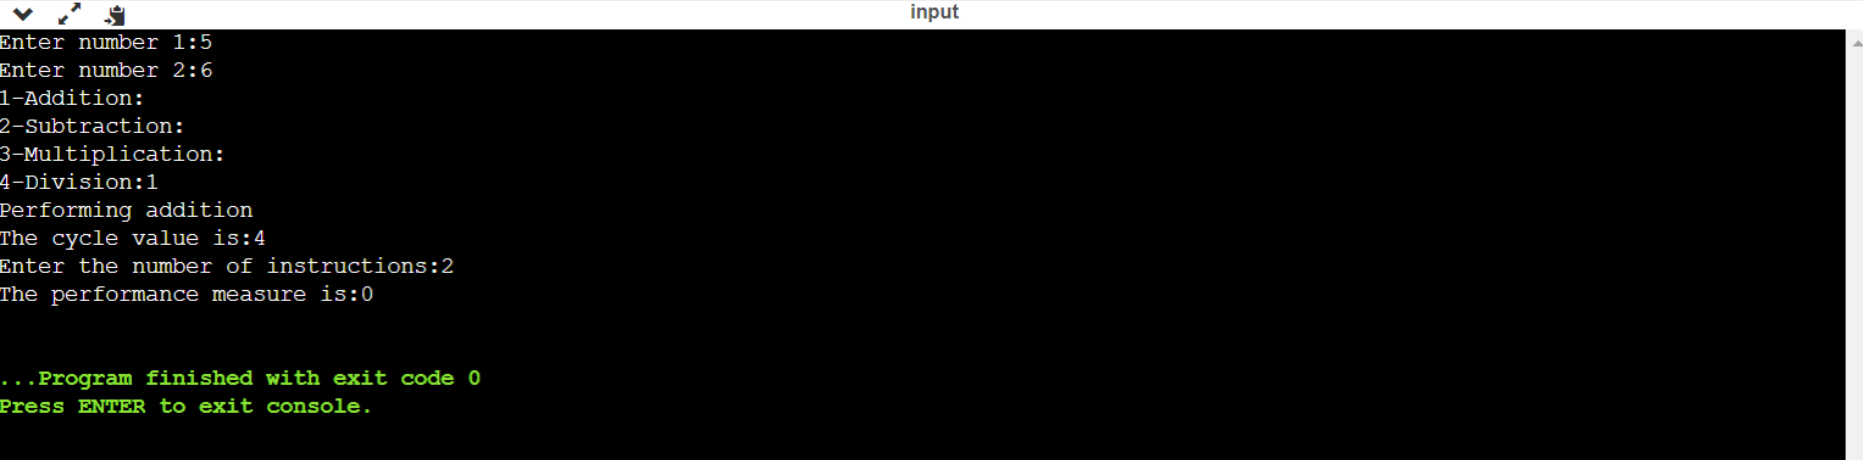 input
Enter number 1:5
Enter number 2:6
1-Addition:
2-Subtraction:
3-Multiplication:
4-Division:1
Performing addition
The cycle value is:4
Enter the number of instructions:2
The performance measure is:0
...Program finished with exit code 0
Press ENTER to exit console.